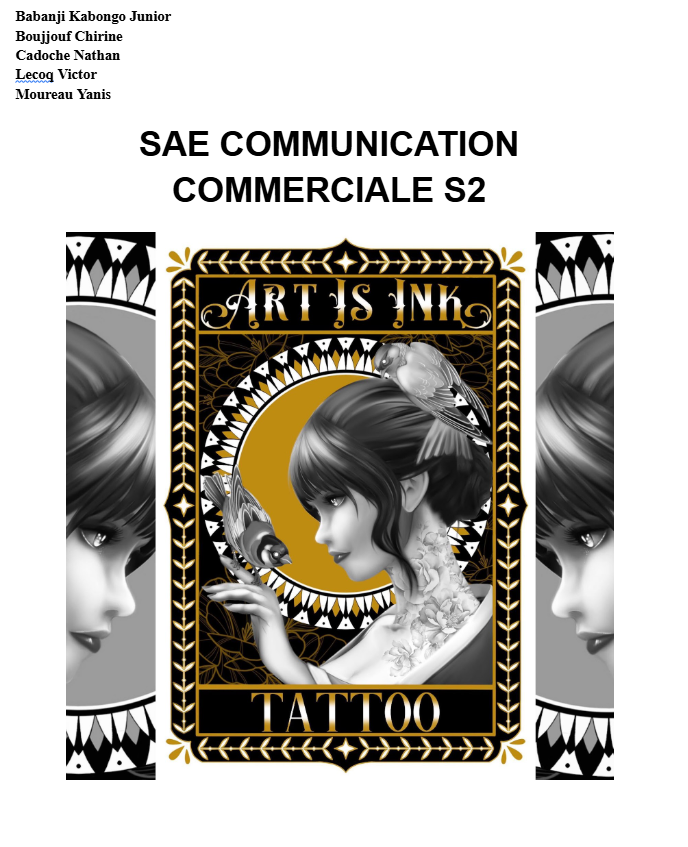 Babanji Kabongo Junior
Boujjouf Chirine
Cadoche Nathan
Lecoq Victor
Moureau Yanis
SAE COMMUNICATION
COMMERCIALE S2
ART IS INK
TATTOO